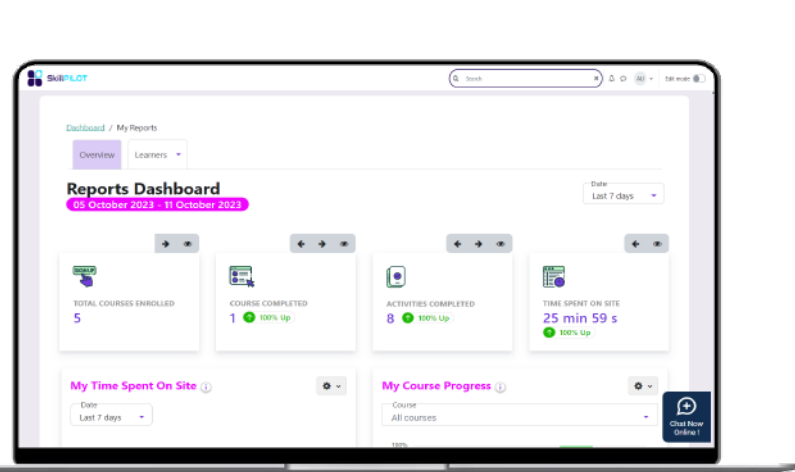 SkillPILOT
Search
AU
Edit mode
Dashboard / My Reports
Overview
Learners
Reports Dashboard
05 October 2023 - 11 October 2023
Date
Last 7 days
SIGN UP
TOTAL COURSES ENROLLED
5
COURSE COMPLETED
1 100% Up
ACTIVITIES COMPLETED
8 100% Up
TIME SPENT ON SITE
25 min 59 s
100% Up
My Time Spent On Site
Date
Last 7 days
My Course Progress
Course
All courses
100%
Chat Now
Online !